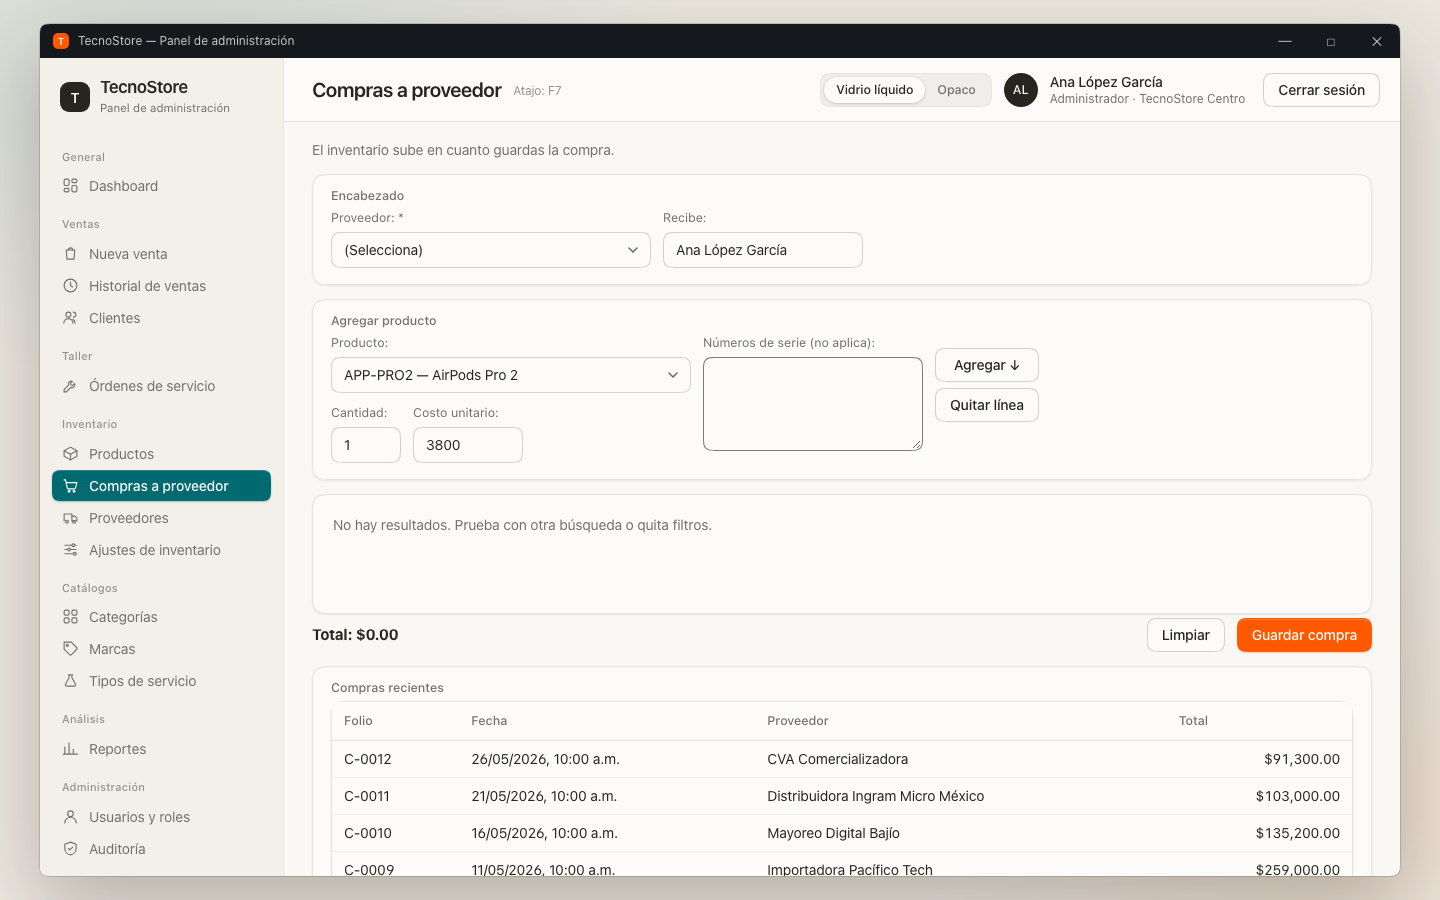 T TecnoStore — Panel de administración
T
TecnoStore
Panel de administración
General
Dashboard
Ventas
Nueva venta
Historial de ventas
Clientes
Taller
Órdenes de servicio
Inventario
Productos
Compras a proveedor
Proveedores
Ajustes de inventario
Catálogos
Categorías
Marcas
Tipos de servicio
Análisis
Reportes
Administración
Usuarios y roles
Auditoría
Compras a proveedor Atajo: F7
Vidrio líquido Opaco
AL
Ana López García
Administrador · TecnoStore Centro
Cerrar sesión
El inventario sube en cuanto guardas la compra.
Encabezado
Proveedor: * Recibe:
(Selecciona) Ana López García
Agregar producto
Producto: Números de serie (no aplica):
APP-PRO2 — AirPods Pro 2
Agregar ↓
Quitar línea
Cantidad: Costo unitario:
1 3800
No hay resultados. Prueba con otra búsqueda o quita filtros.
Total: $0.00 Limpiar Guardar compra
Compras recientes
Folio Fecha Proveedor Total
C-0012 26/05/2026, 10:00 a.m. CVA Comercializadora $91,300.00
C-0011 21/05/2026, 10:00 a.m. Distribuidora Ingram Micro México $103,000.00
C-0010 16/05/2026, 10:00 a.m. Mayoreo Digital Bajío $135,200.00
C-0009 11/05/2026, 10:00 a.m. Importadora Pacífico Tech $259,000.00